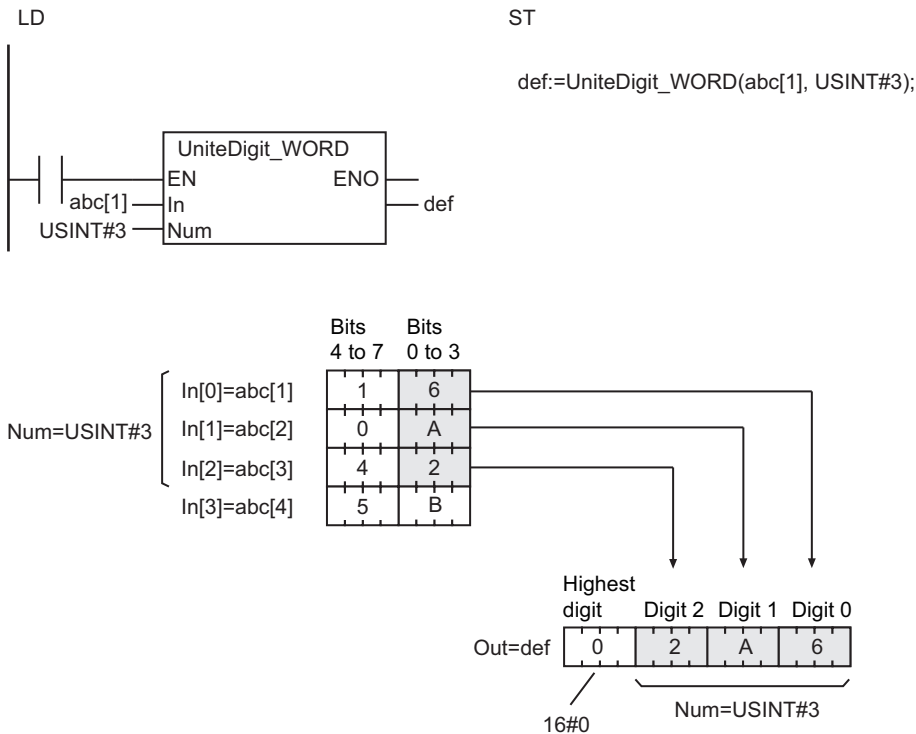 LD
ST
def:=UniteDigit_WORD(abc[1], USINT#3);
UniteDigit_WORD
EN ENO
abc[1] In def
USINT#3 Num
Bits Bits
4 to 7 0 to 3
In[0]=abc[1] 1 6
Num=USINT#3 In[1]=abc[2] 0 A
In[2]=abc[3] 4 2
In[3]=abc[4] 5 B
Highest
digit Digit 2 Digit 1 Digit 0
Out=def 0 2 A 6
16#0 Num=USINT#3